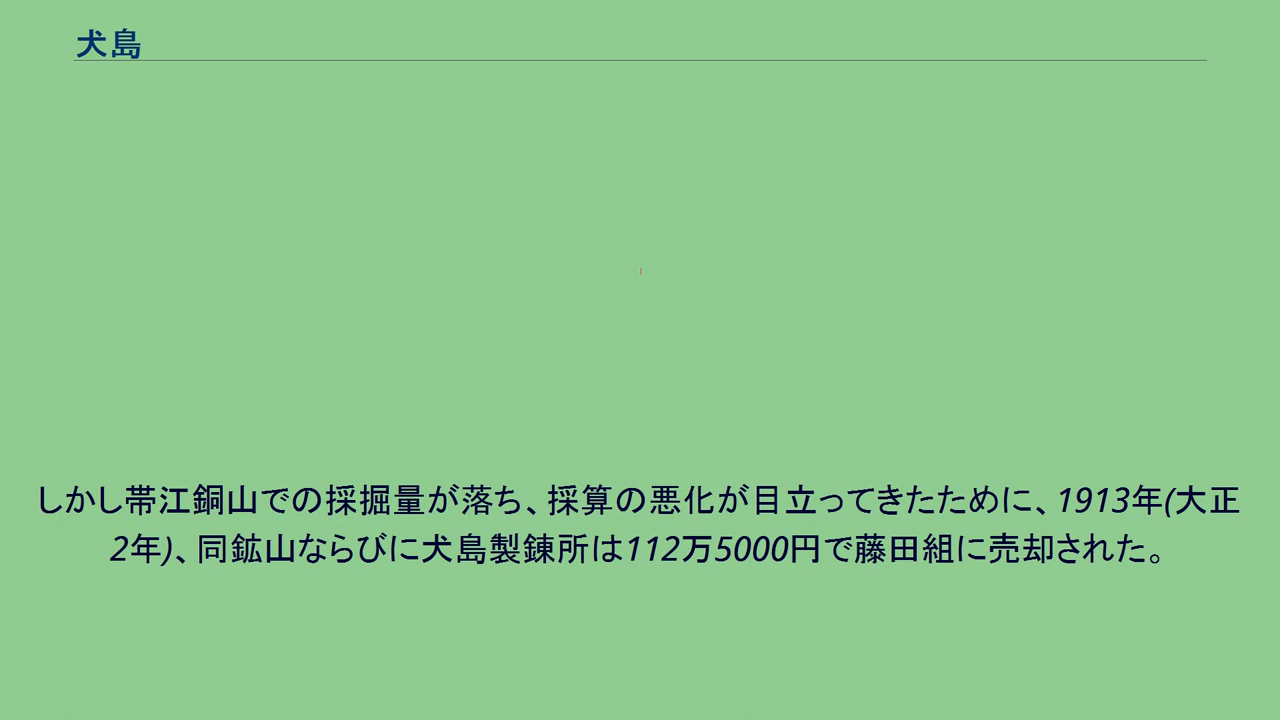 犬島
しかし帯江銅山での採掘量が落ち、採算の悪化が目立ってきたために、1913年(大正
2年)、同鉱山ならびに犬島製錬所は112万5000円で藤田組に売却された。